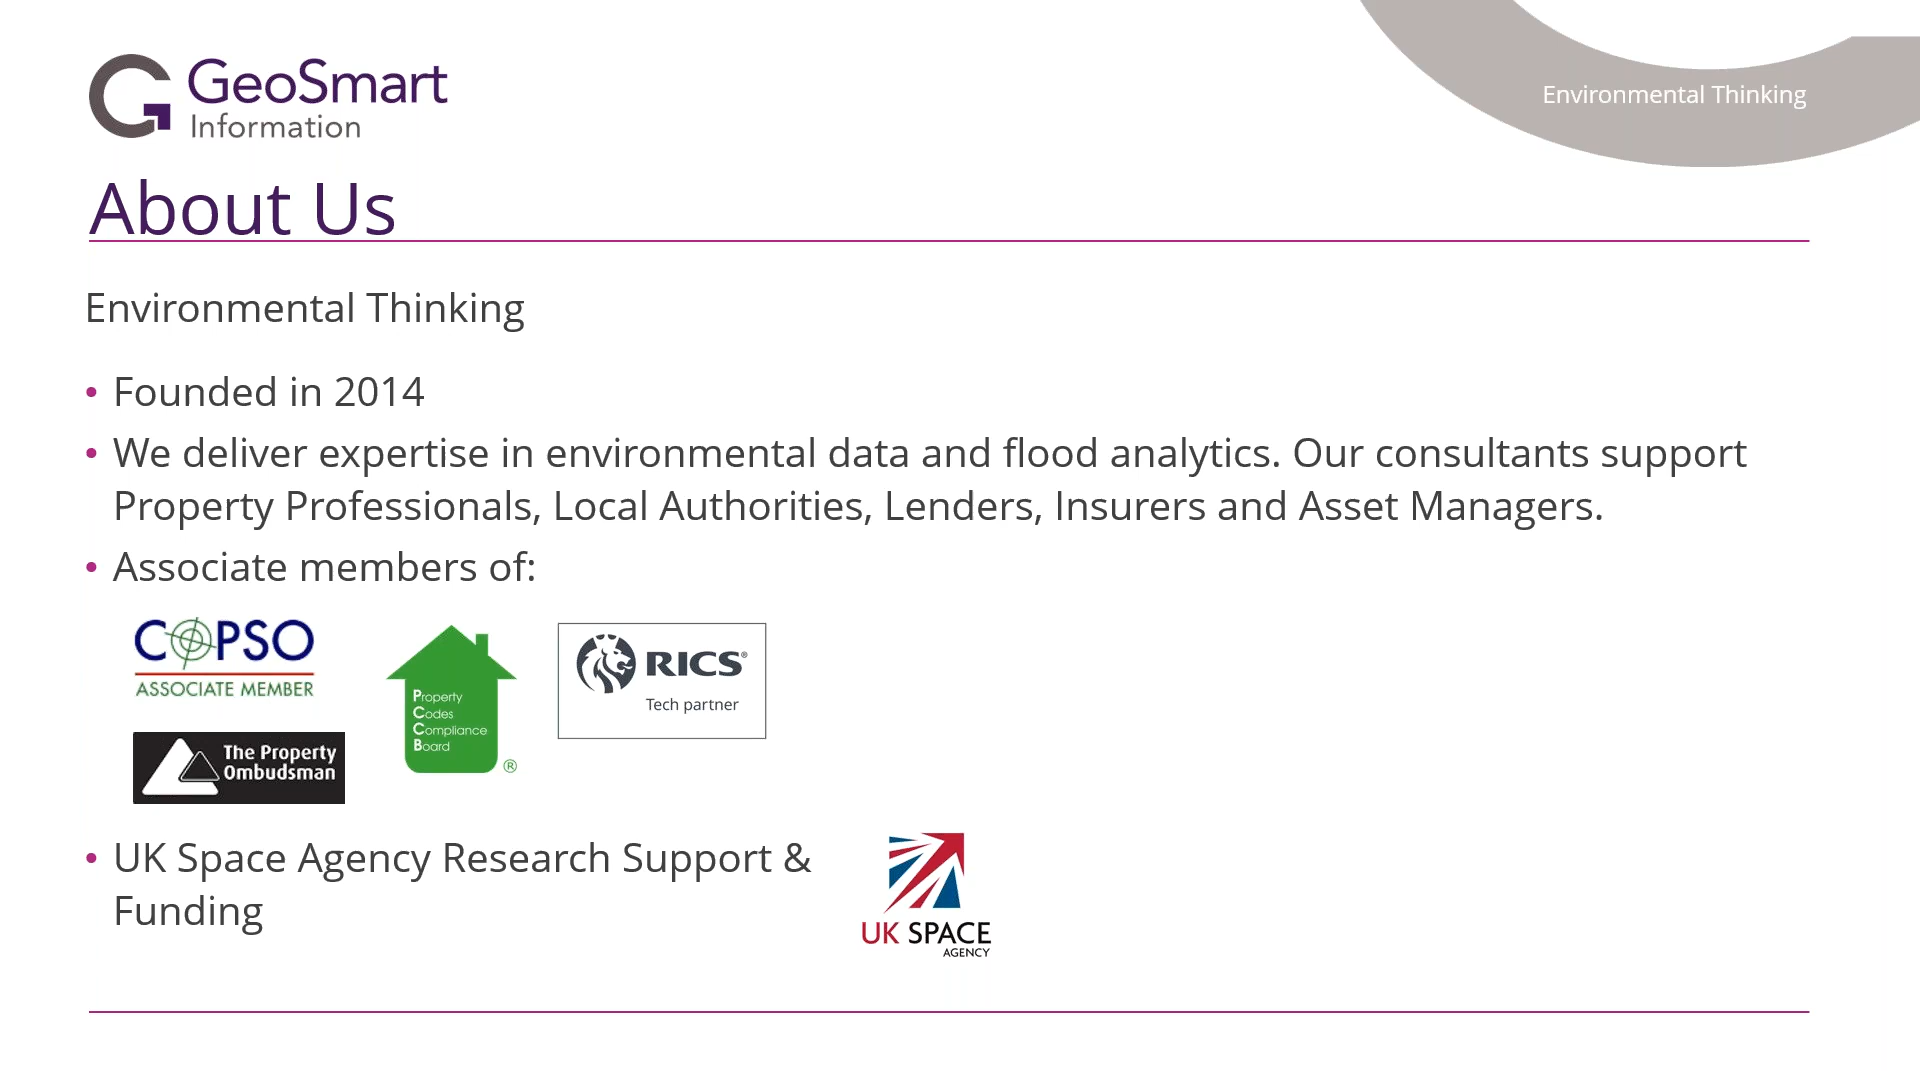 GeoSmart
Information
Environmental Thinking
About Us
Environmental Thinking
• Founded in 2014
• We deliver expertise in environmental data and flood analytics. Our consultants support
Property Professionals, Local Authorities, Lenders, Insurers and Asset Managers.
• Associate members of:
COPSO
ASSOCIATE MEMBER
Property
Codes
Compliance
Board
®
RICS®
Tech partner
The Property
Ombudsman
• UK Space Agency Research Support &
Funding
UK SPACE
AGENCY